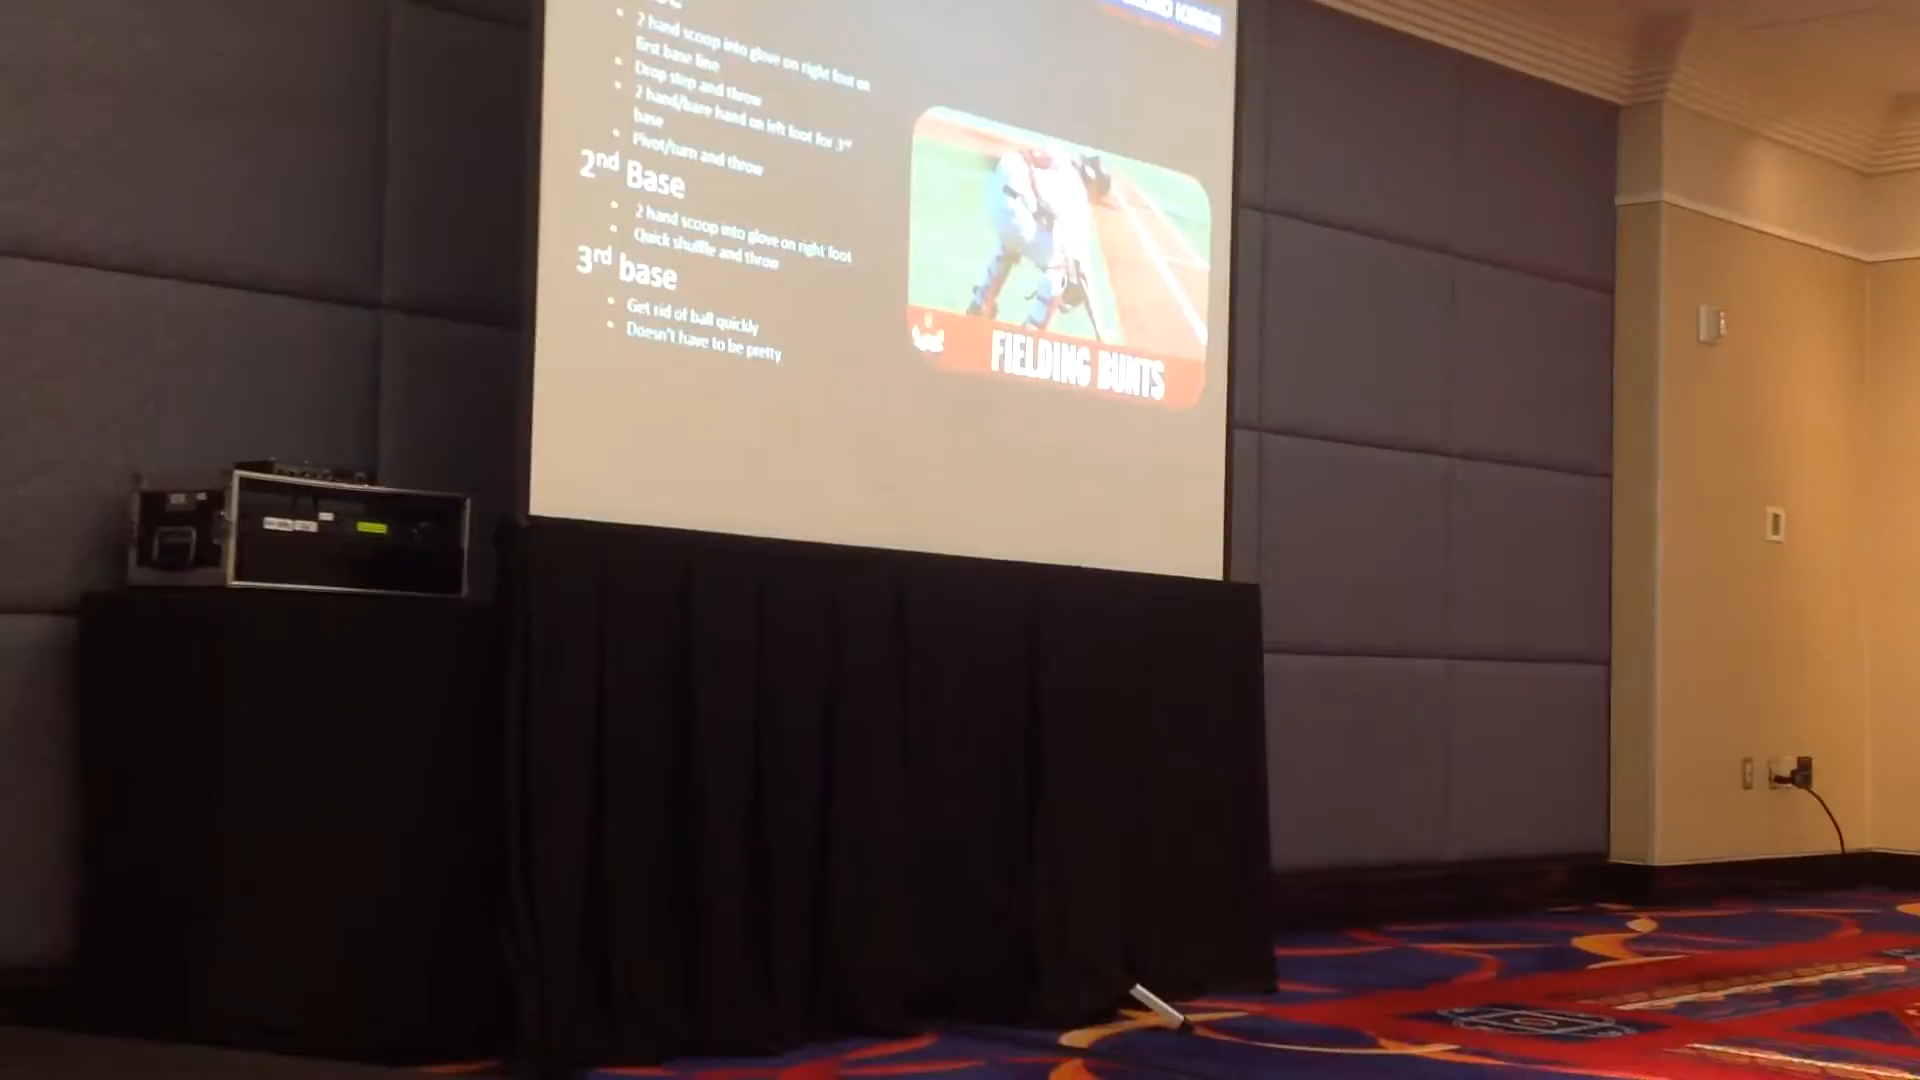 2 hand scoop into glove on right foot on
first base line
Drop step and throw
2 hand/bare hand on left foot for 3rd
base
Pivot/turn and throw
2nd Base
2 hand scoop into glove on right foot
Quick shuffle and throw
3rd base
Get rid of ball quickly
Doesn't have to be pretty
FIELDING BUNTS
KINGS